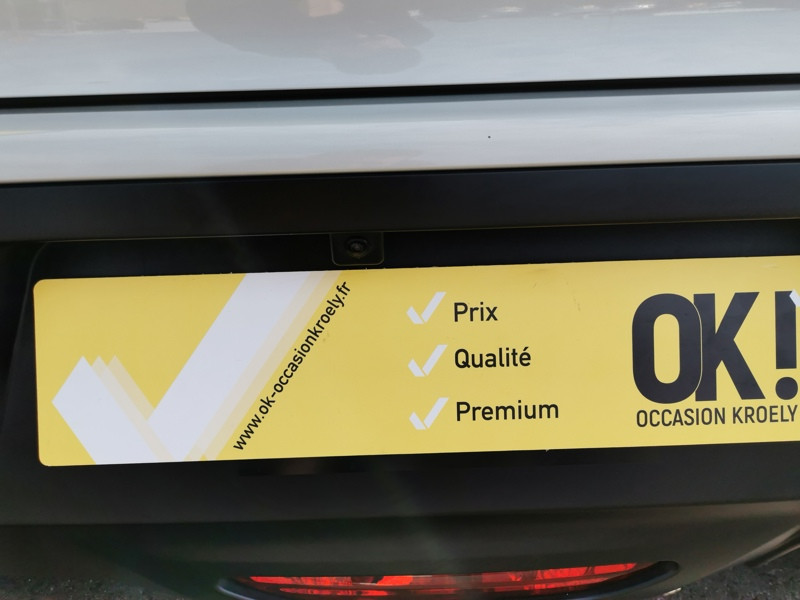 www.ok-occasionkroely.fr
Prix
Qualité
Premium
OK!
OCCASION KROELY